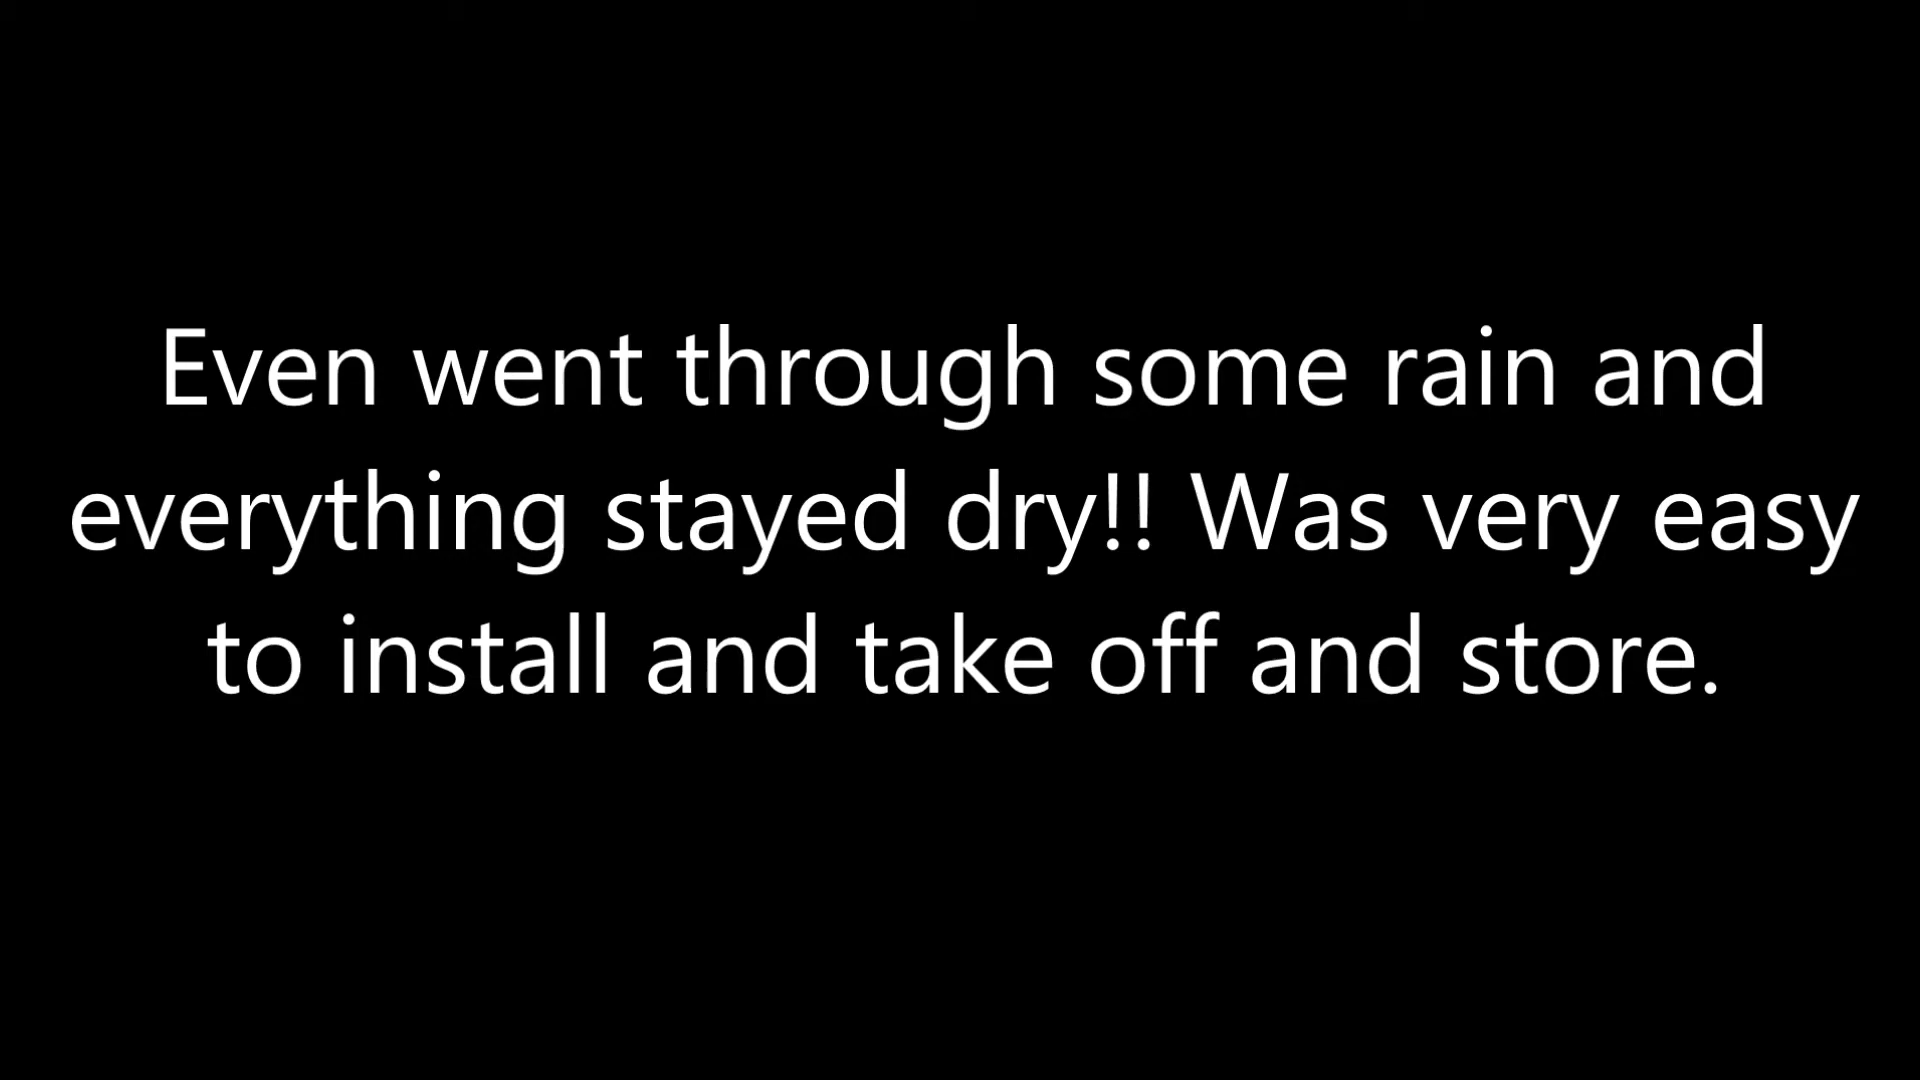 Even went through some rain and
everything stayed dry!! Was very easy
to install and take off and store.